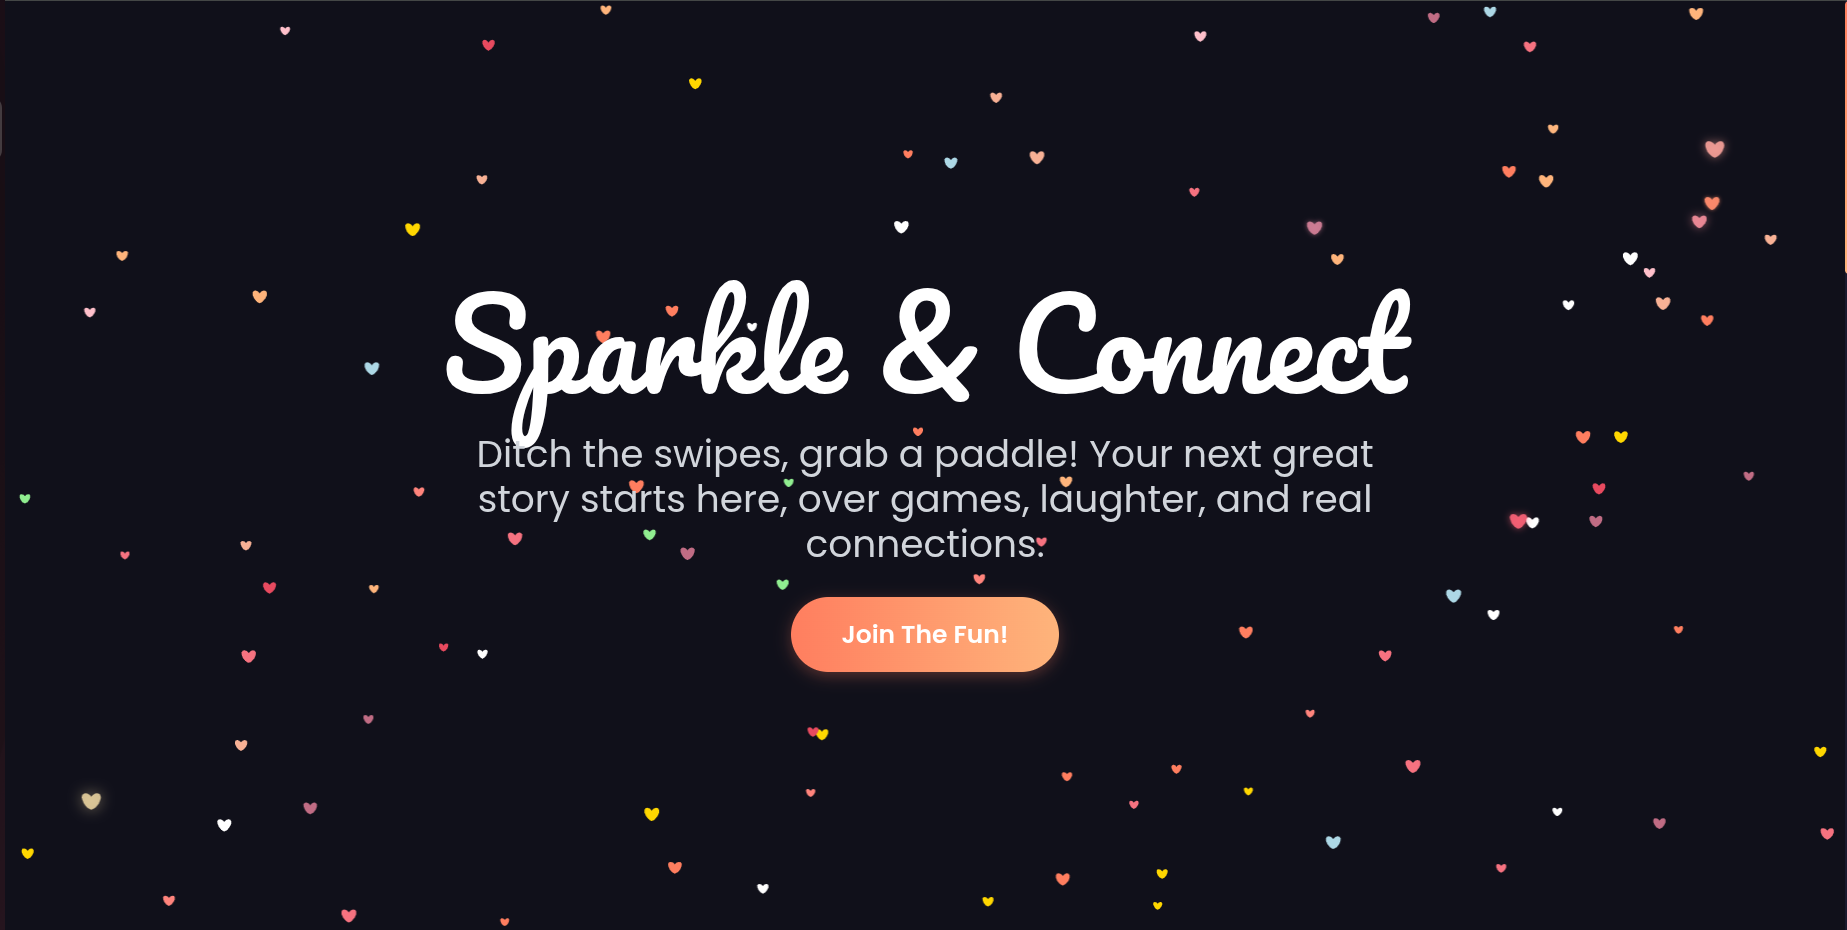 Sparkle & Connect
Ditch the swipes, grab a paddle! Your next great
story starts here, over games, laughter, and real
connections.
Join The Fun!